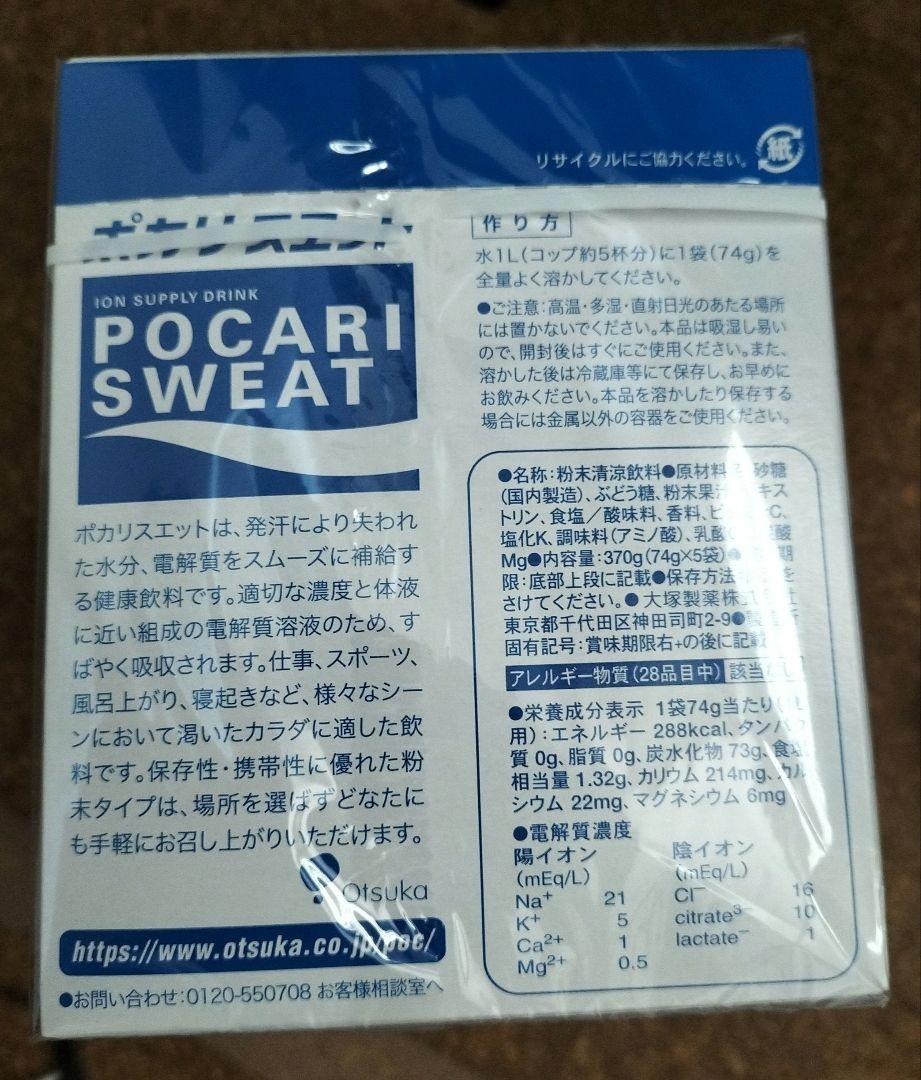 リサイクルにご協力ください。
紙
ポカリスエット
ION SUPPLY DRINK
POCARI
SWEAT
ポカリスエットは、発汗により失われ
た水分、電解質をスムーズに補給す
る健康飲料です。適切な濃度と体液
に近い組成の電解質溶液のため、す
ばやく吸収されます。仕事、スポーツ、
風呂上がり、寝起きなど、様々なシー
ンにおいて渇いたカラダに適した飲
料です。保存性・携帯性に優れた粉
末タイプは、場所を選ばずどなたに
も手軽にお召し上がりいただけます。
Otsuka
https://www.otsuka.co.jp/poc/
●お問い合わせ:0120-550708 お客様相談室へ
作り方
水1L(コップ約5杯分)に1袋(74g)を
全量よく溶かしてください。
●ご注意:高温・多湿・直射日光のあたる場所
には置かないでください。本品は吸湿し易い
ので、開封後はすぐにご使用ください。また、
溶かした後は冷蔵庫等にて保存し、お早めに
お飲みください。本品を溶かしたり保存する
場合には金属以外の容器をご使用ください。
●名称:粉末清涼飲料●原材料 砂糖
(国内製造)、ぶどう糖、粉末果汁 キス
トリン、食塩/酸味料、香料、ビ C、
塩化K、調味料(アミノ酸)、乳酸 酸
Mg●内容量:370g(74g×5袋)● 期
限:底部上段に記載●保存方法 を
さけてください。●大塚製薬株
東京都千代田区神田司町2-9●製
固有記号:賞味期限右+の後に記載
アレルギー物質(28品目中) 該当
●栄養成分表示 1袋74g当たり(
用):エネルギー 288kcal、タンパク
質 0g、脂質 0g、炭水化物 73g、食塩
相当量 1.32g、カリウム 214mg、カル
シウム 22mg、マグネシウム 6mg
●電解質濃度
陽イオン 陰イオン
(mEq/L) (mEq/L)
Na⁺ 21 Cl⁻ 16
K⁺ 5 citrate³⁻ 10
Ca²⁺ 1 lactate⁻ 1
Mg²⁺ 0.5